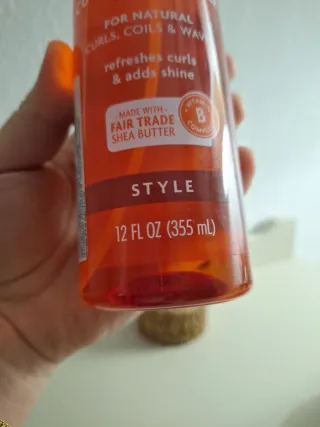 FOR NATURAL
CURLS, COILS & WAV
refreshes curls
& adds shine
MADE WITH
FAIR TRADE
SHEA BUTTER
VITAMIN
B
COMPLEX
STYLE
12 FL OZ (355 mL)